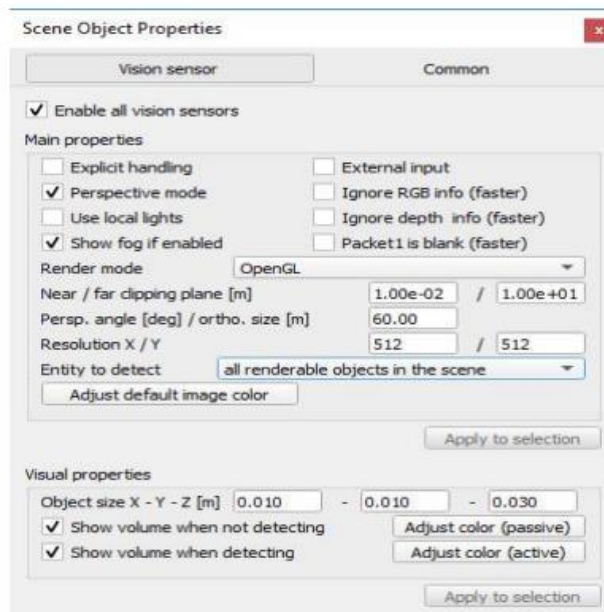 Scene Object Properties x
Vision sensor Common
Enable all vision sensors
Main properties
Explicit handling External input
Perspective mode Ignore RGB info (faster)
Use local lights Ignore depth info (faster)
Show fog if enabled Packet1 is blank (faster)
Render mode OpenGL
Near / far clipping plane [m] 1.00e-02 / 1.00e+01
Persp. angle [deg] / ortho. size [m] 60.00
Resolution X / Y 512 / 512
Entity to detect all renderable objects in the scene
Adjust default image color
Apply to selection
Visual properties
Object size X - Y - Z [m] 0.010 - 0.010 - 0.030
Show volume when not detecting Adjust color (passive)
Show volume when detecting Adjust color (active)
Apply to selection